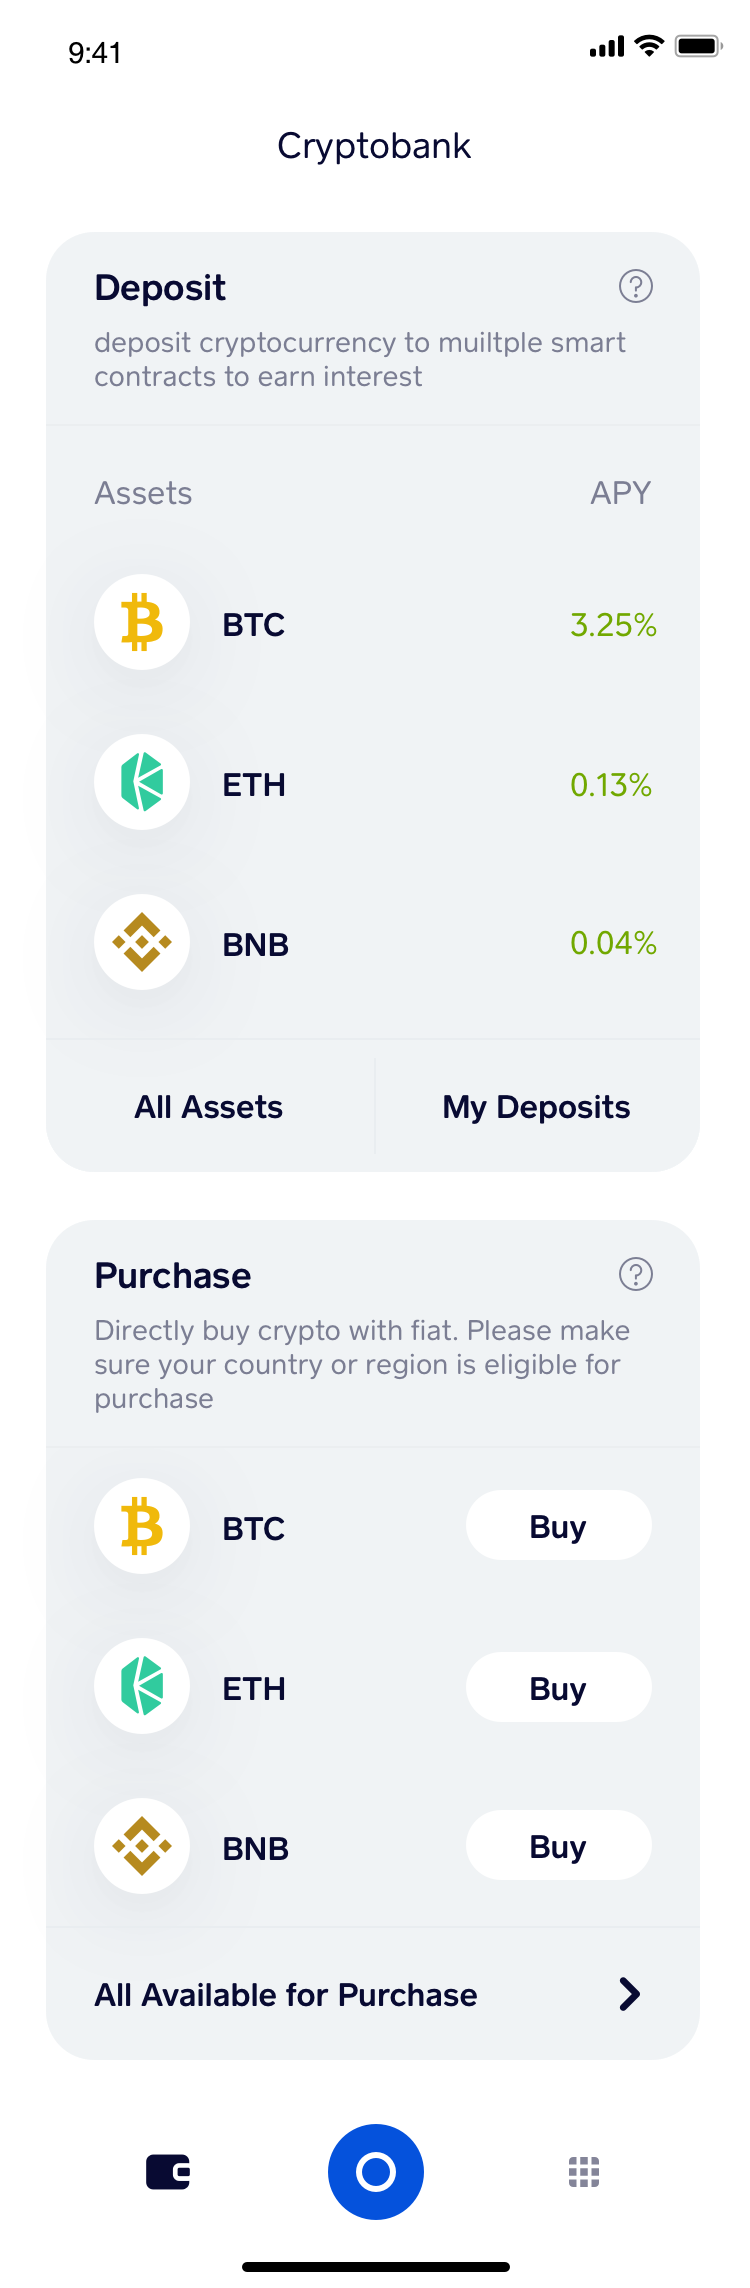 9:41
Cryptobank
Deposit
deposit cryptocurrency to muiltple smart
contracts to earn interest
Assets APY
BTC 3.25%
ETH 0.13%
BNB 0.04%
All Assets My Deposits
Purchase
Directly buy crypto with fiat. Please make
sure your country or region is eligible for
purchase
BTC Buy
ETH Buy
BNB Buy
All Available for Purchase